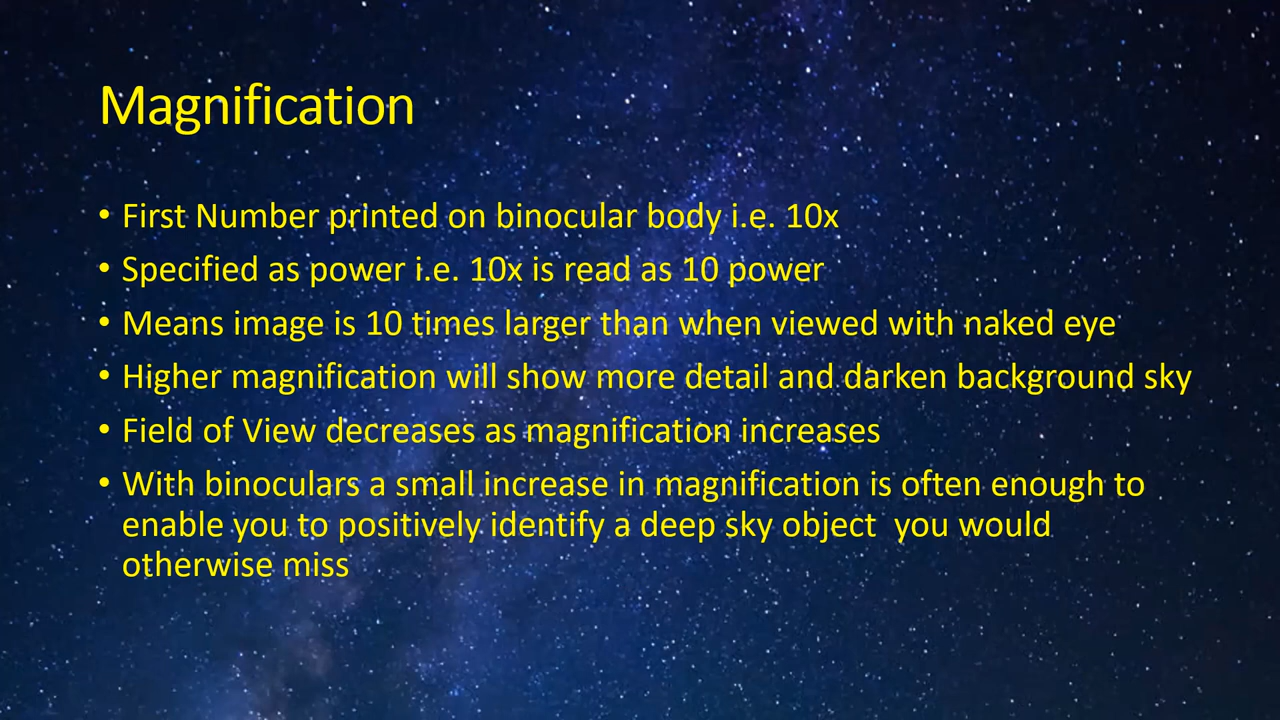 Magnification
• First Number printed on binocular body i.e. 10x
• Specified as power i.e. 10x is read as 10 power
• Means image is 10 times larger than when viewed with naked eye
• Higher magnification will show more detail and darken background sky
• Field of View decreases as magnification increases
• With binoculars a small increase in magnification is often enough to
enable you to positively identify a deep sky object  you would
otherwise miss